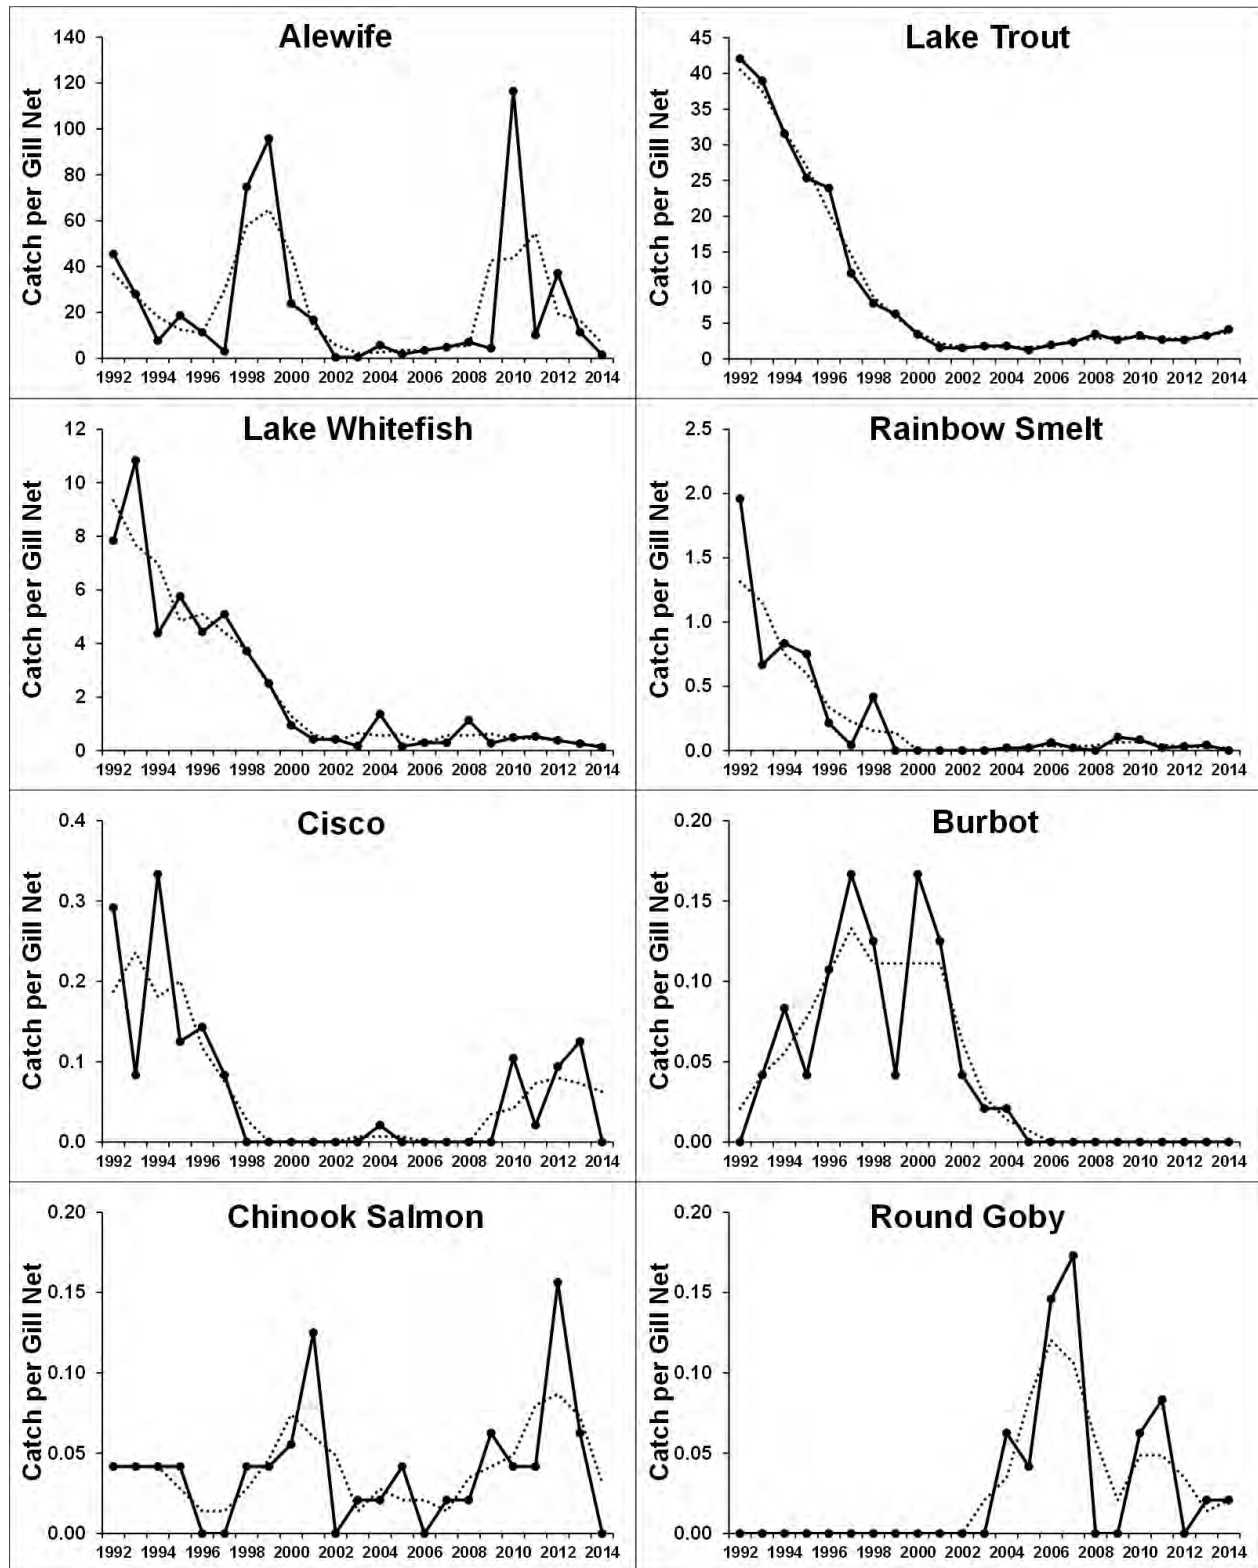 Alewife
Catch per Gill Net
140
120
100
80
60
40
20
0
1992 1994 1996 1998 2000 2002 2004 2006 2008 2010 2012 2014
Lake Trout
Catch per Gill Net
45
40
35
30
25
20
15
10
5
0
1992 1994 1996 1998 2000 2002 2004 2006 2008 2010 2012 2014
Lake Whitefish
Catch per Gill Net
12
10
8
6
4
2
0
1992 1994 1996 1998 2000 2002 2004 2006 2008 2010 2012 2014
Rainbow Smelt
Catch per Gill Net
2.5
2.0
1.5
1.0
0.5
0.0
1992 1994 1996 1998 2000 2002 2004 2006 2008 2010 2012 2014
Cisco
Catch per Gill Net
0.4
0.3
0.2
0.1
0.0
1992 1994 1996 1998 2000 2002 2004 2006 2008 2010 2012 2014
Burbot
Catch per Gill Net
0.20
0.15
0.10
0.05
0.00
1992 1994 1996 1998 2000 2002 2004 2006 2008 2010 2012 2014
Chinook Salmon
Catch per Gill Net
0.20
0.15
0.10
0.05
0.00
1992 1994 1996 1998 2000 2002 2004 2006 2008 2010 2012 2014
Round Goby
Catch per Gill Net
0.20
0.15
0.10
0.05
0.00
1992 1994 1996 1998 2000 2002 2004 2006 2008 2010 2012 2014